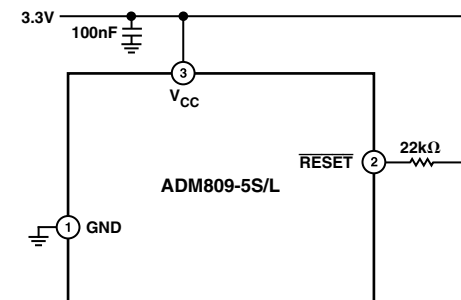 3.3V
100nF
3
VCC
RESET 2 22kΩ
ADM809-5S/L
1 GND